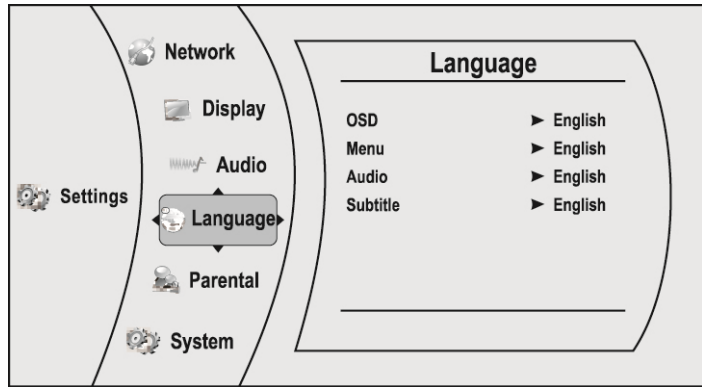 Settings
Network
Display
Audio
Language
Parental
System
Language
OSD ► English
Menu ► English
Audio ► English
Subtitle ► English